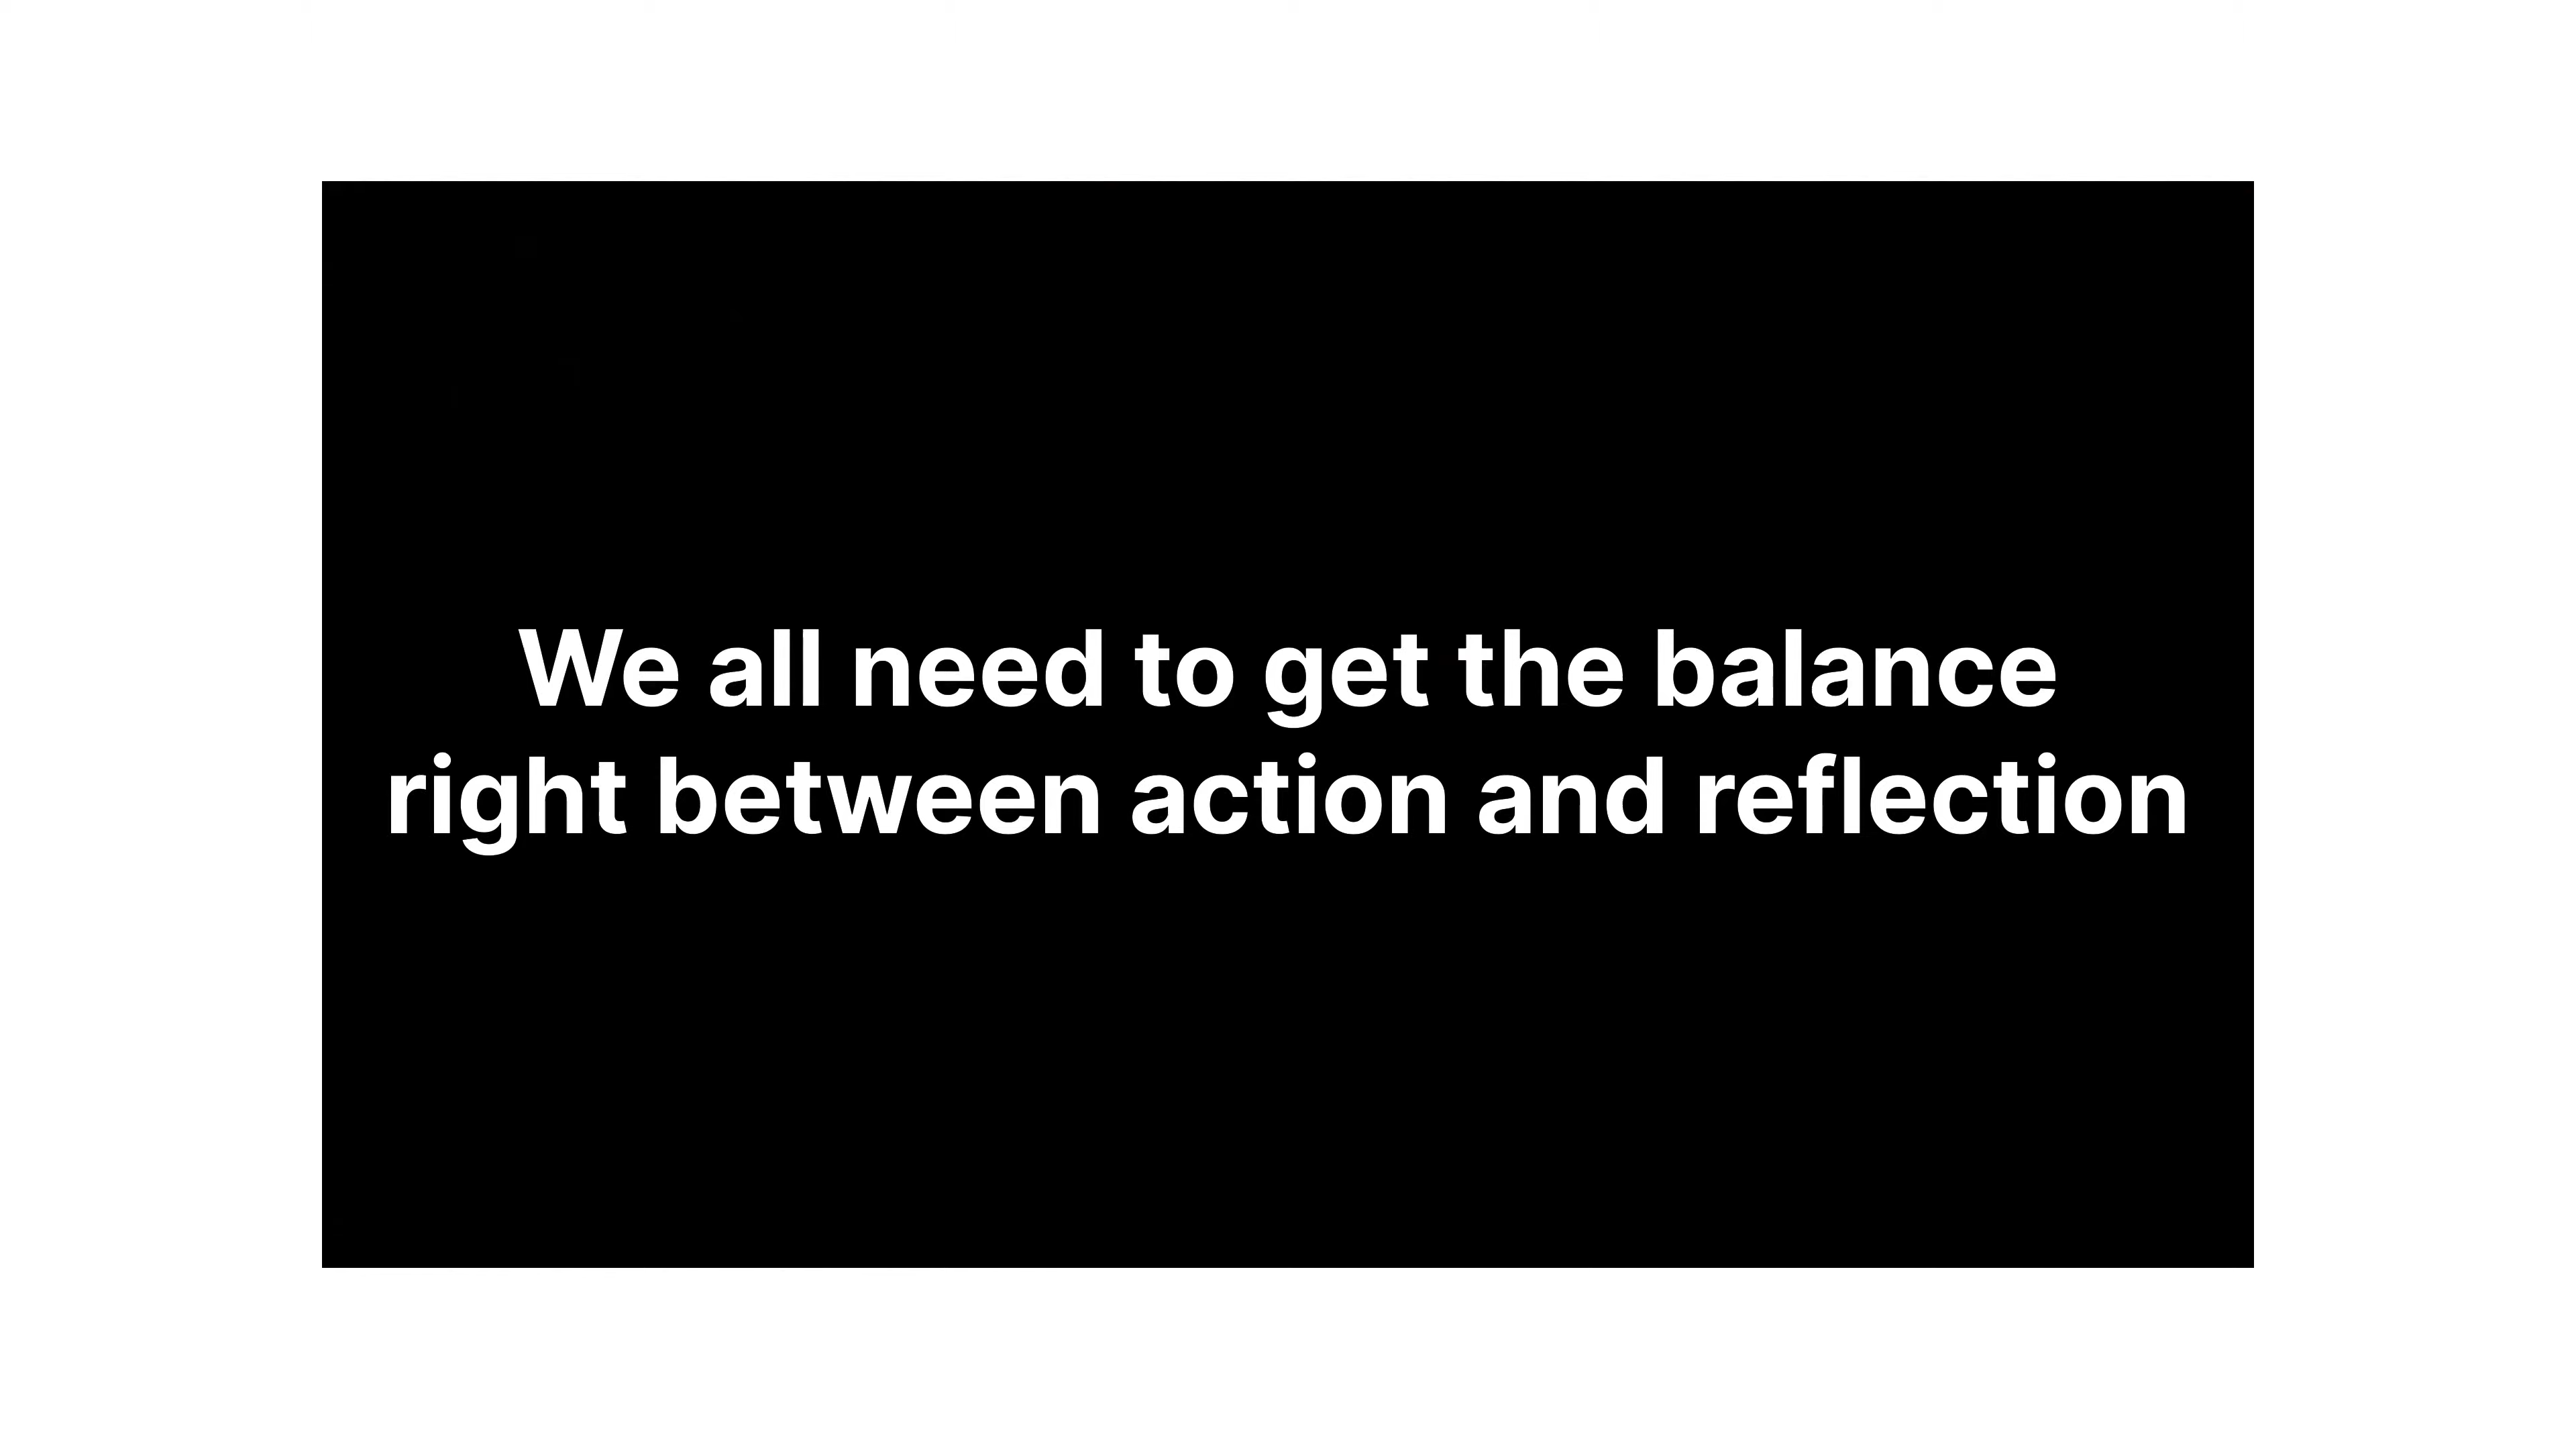 We all need to get the balance
right between action and reflection